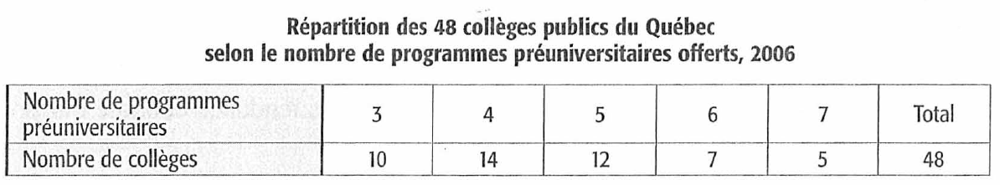 Répartition des 48 collèges publics du Québec
selon le nombre de programmes préuniversitaires offerts, 2006
Nombre de programmes
préuniversitaires 3 4 5 6 7 Total
Nombre de collèges 10 14 12 7 5 48